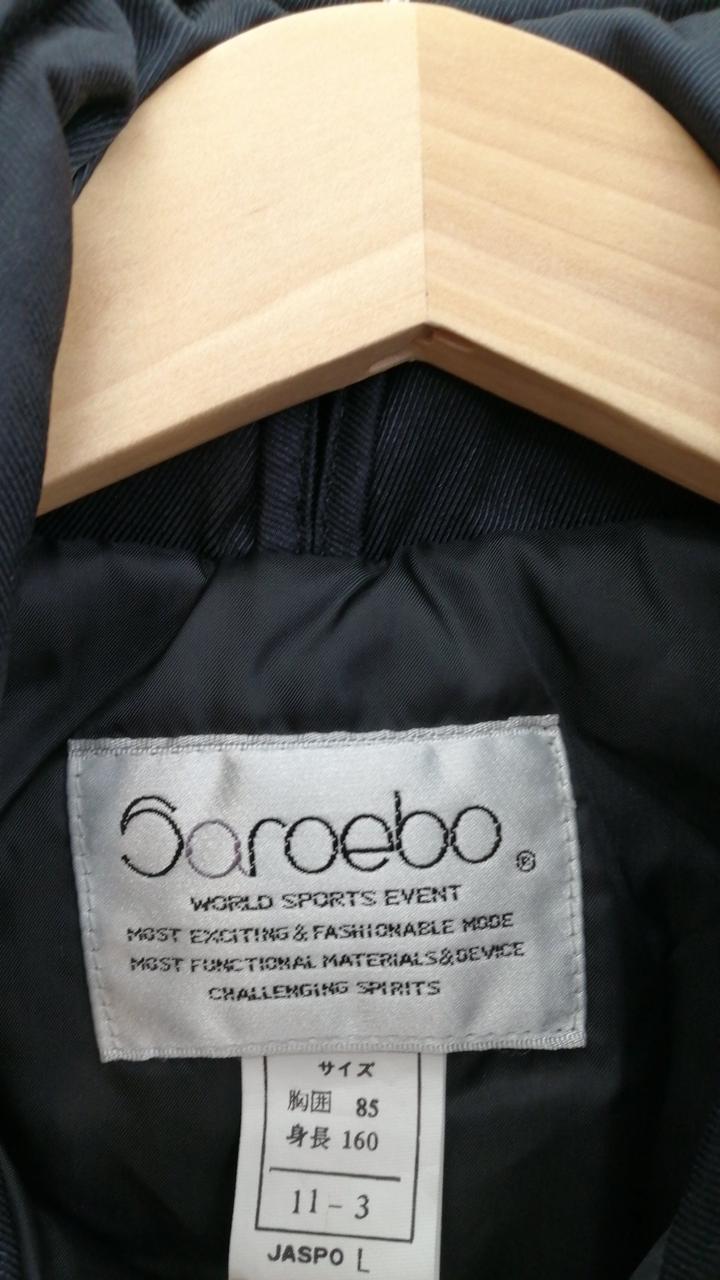 Saroebo ®
WORLD SPORTS EVENT
MOST EXCITING & FASHIONABLE MODE
MOST FUNCTIONAL MATERIALS & DEVICE
CHALLENGING SPIRITS
サイズ
胸囲 85
身長 160
11-3
JASPO L